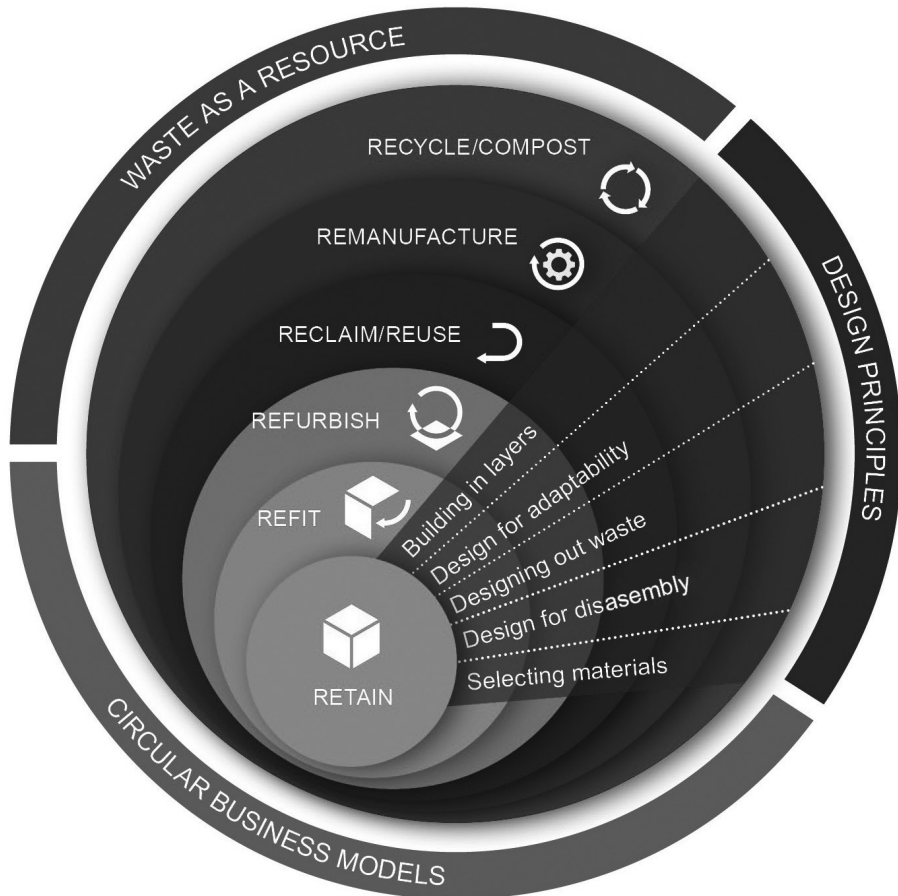 WASTE AS A RESOURCE
RECYCLE/COMPOST
REMANUFACTURE
RECLAIM/REUSE
REFURBISH
REFIT
RETAIN
Building in layers
Design for adaptability
Designing out waste
Design for disasembly
Selecting materials
DESIGN PRINCIPLES
CIRCULAR BUSINESS MODELS